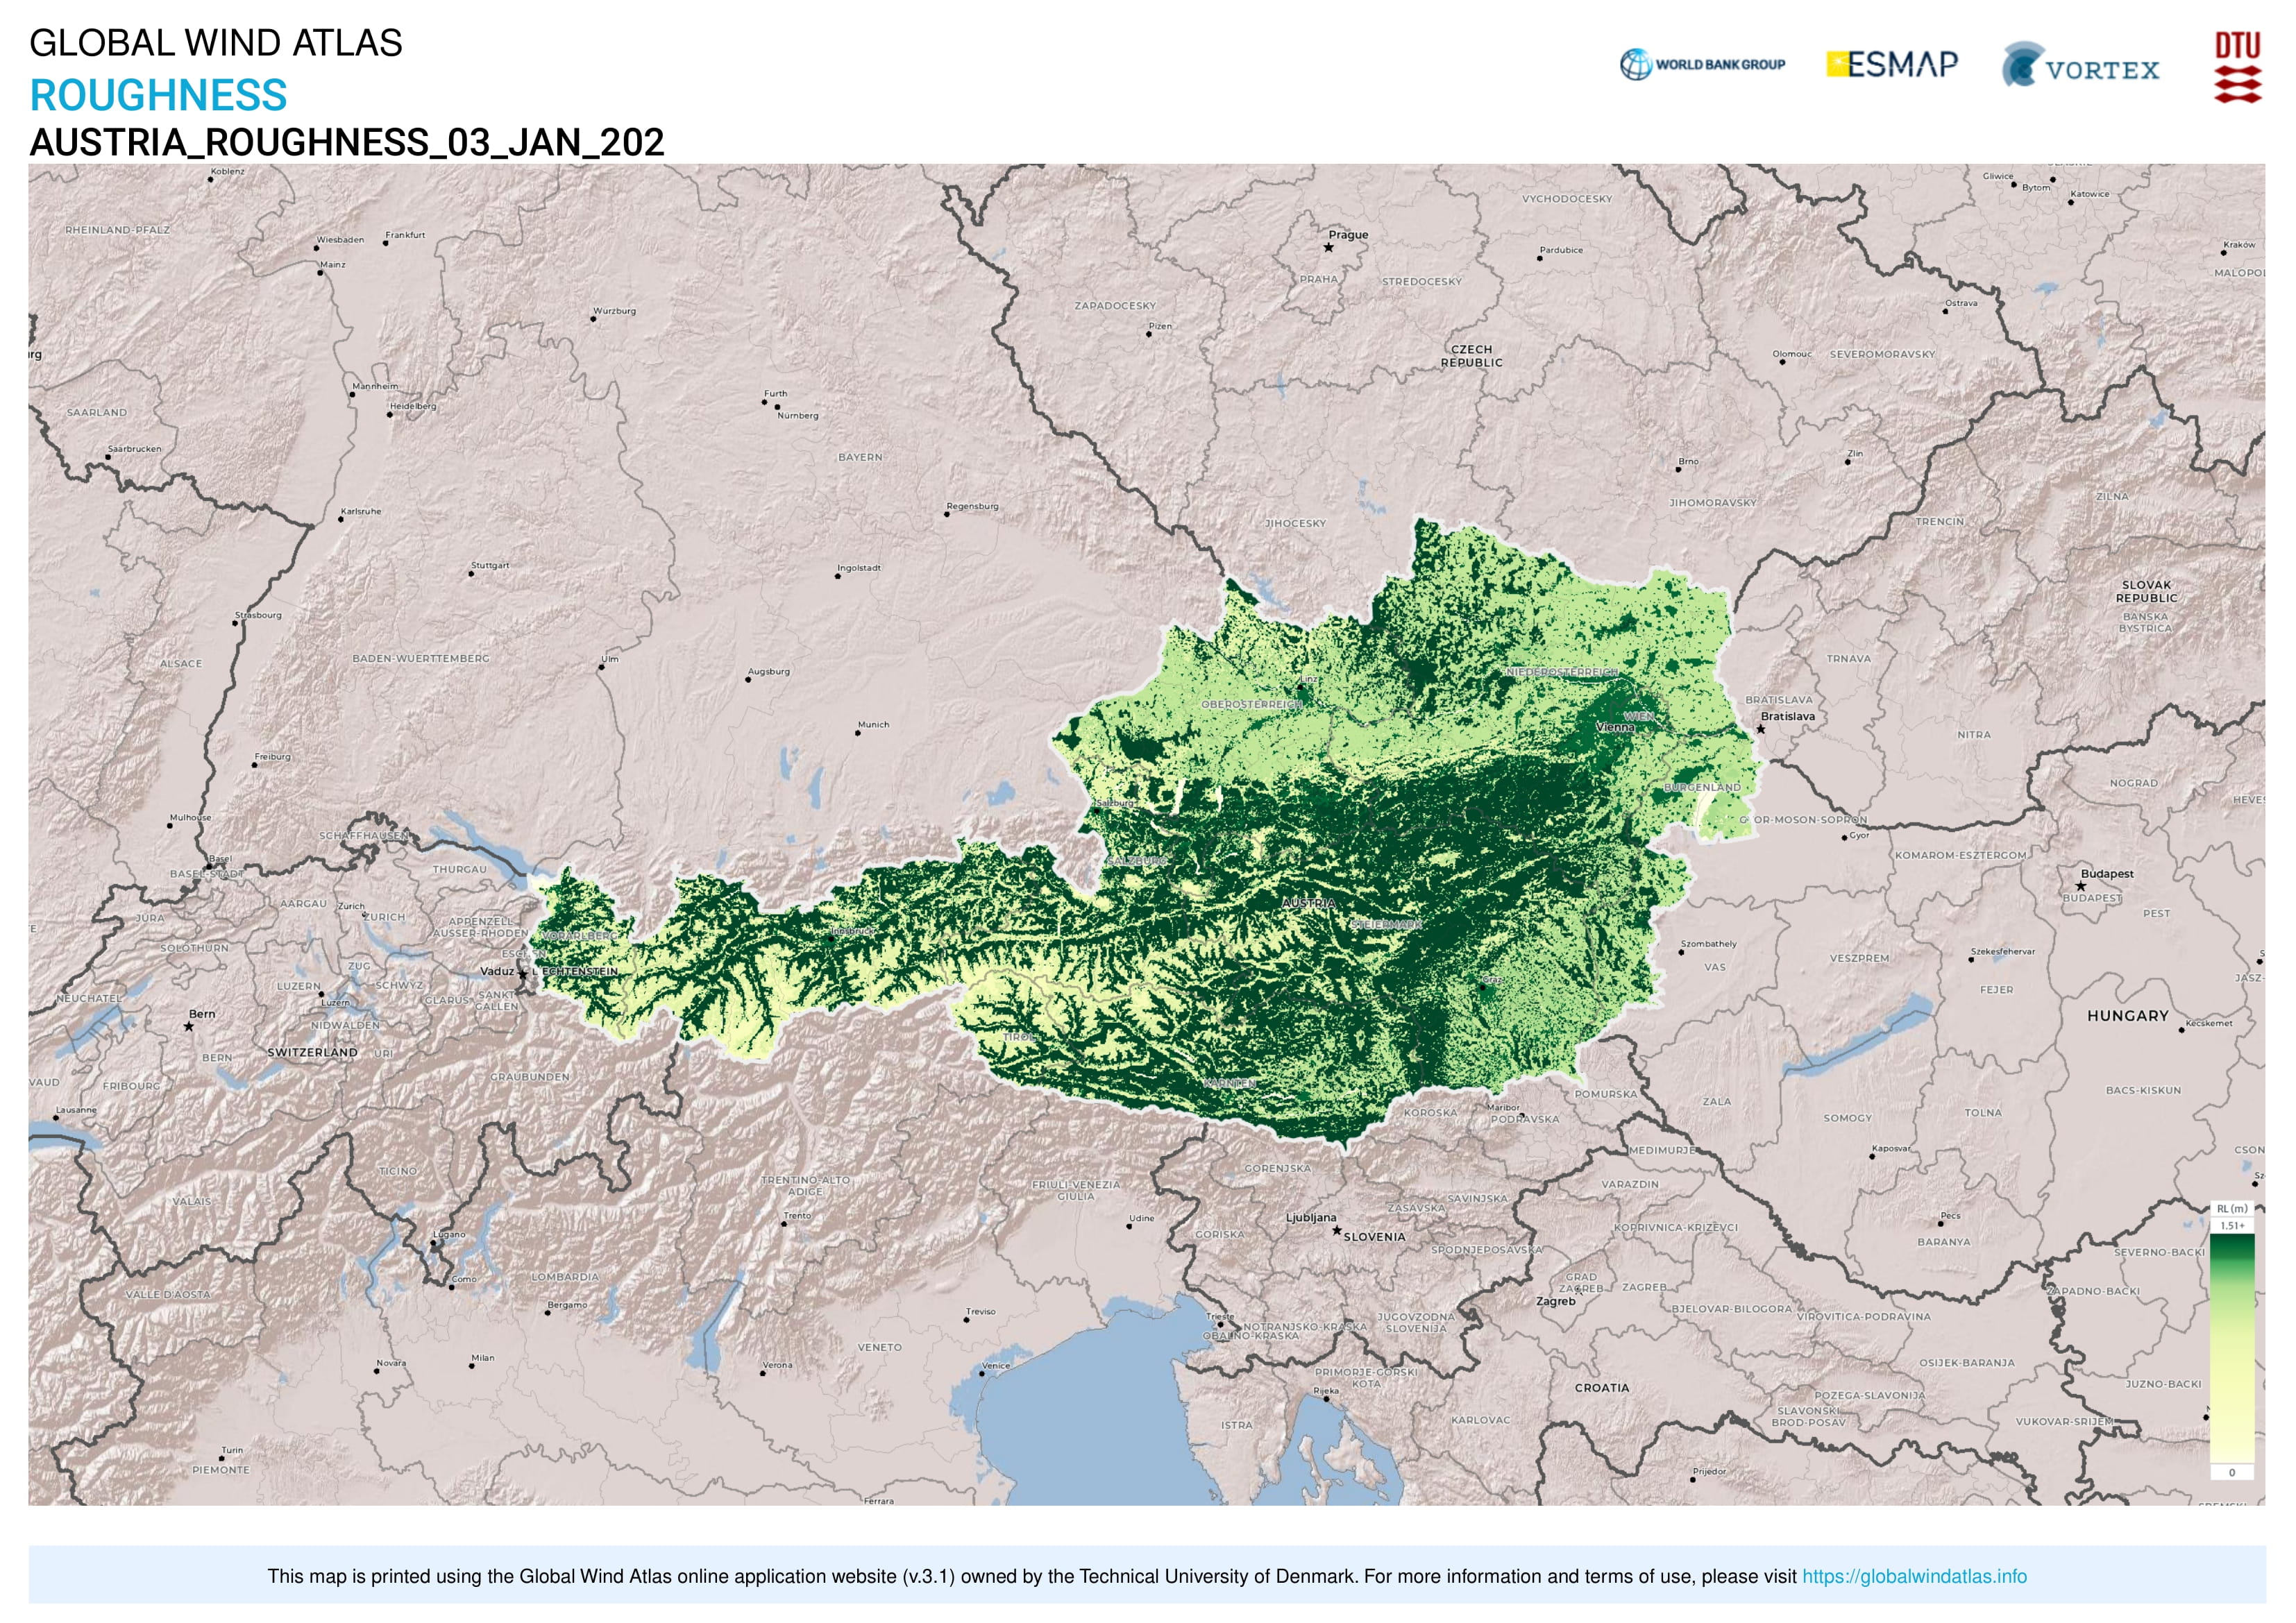 GLOBAL WIND ATLAS
ROUGHNESS
AUSTRIA_ROUGHNESS_03_JAN_202
WORLD BANK GROUP
ESMAP
VORTEX
DTU
Koblenz
RHEINLAND-PFALZ
Wiesbaden
Frankfurt
Mainz
Wurzburg
Prague
PRAHA
STREDOCESKY
VYCHODOCESKY
Pardubice
Gliwice
Bytom
Katowice
Kraków
MALOPOL
Ostrava
ZAPADOCESKY
Plzen
CZECH
REPUBLIC
Olomouc
SEVEROMORAVSKY
rg
Mannheim
Heidelberg
SAARLAND
Saarbrucken
Furth
Nürnberg
BAYERN
Regensburg
Karlsruhe
JIHOCESKY
Brno
Zlin
JIHOMORAVSKY
TRENCIN
ZILNA
Stuttgart
Ingolstadt
Strasbourg
ALSACE
BADEN-WUERTTEMBERG
Ulm
Augsburg
Munich
SLOVAK
REPUBLIC
BANSKA
BYSTRICA
TRNAVA
BRATISLAVA
Bratislava
NITRA
NIEDEROSTERREICH
Linz
OBEROSTERREICH
WIEN
Vienna
BURGENLAND
Freiburg
Mulhouse
SCHAFFHAUSEN
Basel
BASEL-STADT
THURGAU
Salzburg
SALZBURG
GYOR-MOSON-SOPRON
Gyor
NOGRAD
HEVE
KOMAROM-ESZTERGOM
Budapest
BUDAPEST
PEST
JURA
AARGAU
Zurich
ZURICH
APPENZELL
AUSSER-RHODEN
SOLOTHURN
VORARLBERG
Innsbruck
AUSTRIA
STEIERMARK
Vaduz
LIECHTENSTEIN
ZUG
LUZERN
Luzern
SCHWYZ
GLARUS
SANKT
GALLEN
NEUCHATEL
Bern
NIDWALDEN
SWITZERLAND
URI
BERN
GRAUBUNDEN
Szombathely
VAS
VESZPREM
Szekesfehervar
FEJER
JASZ-
HUNGARY
Kecskemet
Graz
TIROL
KARNTEN
VAUD
FRIBOURG
Lausanne
KOROSKA
Maribor
PODRAVSKA
POMURSKA
ZALA
SOMOGY
TOLNA
BACS-KISKUN
Kaposvar
CSON
Sz
MEDIMURJE
TICINO
VALAIS
TRENTINO-ALTO
ADIGE
Trento
FRIULI-VENEZIA
GIULIA
Udine
GORENJSKA
SAVINJSKA
ZASAVSKA
VARAZDIN
Ljubljana
SLOVENIA
GORISKA
SPODNJEPOSAVSKA
KOPRIVNICA-KRIZEVCI
Pecs
BARANYA
RL (m)
1.51+
SEVERNO-BACKI
Lugano
Como
LOMBARDIA
Bergamo
VALLE D'AOSTA
GRAD
ZAGREB
ZAGREB
Zagreb
BJELOVAR-BILOGORA
VIROVITICA-PODRAVINA
ZAPADNO-BACKI
Treviso
Trieste
OBALNO-KRASKA
NOTRANJSKO-KRASKA
JUGOVZODNA
SLOVENIJA
VENETO
Novara
Milan
Verona
Venice
PRIMORJE-GORSKI
KOTA
Rijeka
CROATIA
OSIJEK-BARANJA
JUZNO-BACKI
POZEGA-SLAVONIJA
SLAVONSKI
BROD-POSAV
VUKOVAR-SRIJEM
ISTRA
KARLOVAC
Turin
PIEMONTE
Prijedor
0
Ferrara
This map is printed using the Global Wind Atlas online application website (v.3.1) owned by the Technical University of Denmark. For more information and terms of use, please visit https://globalwindatlas.info